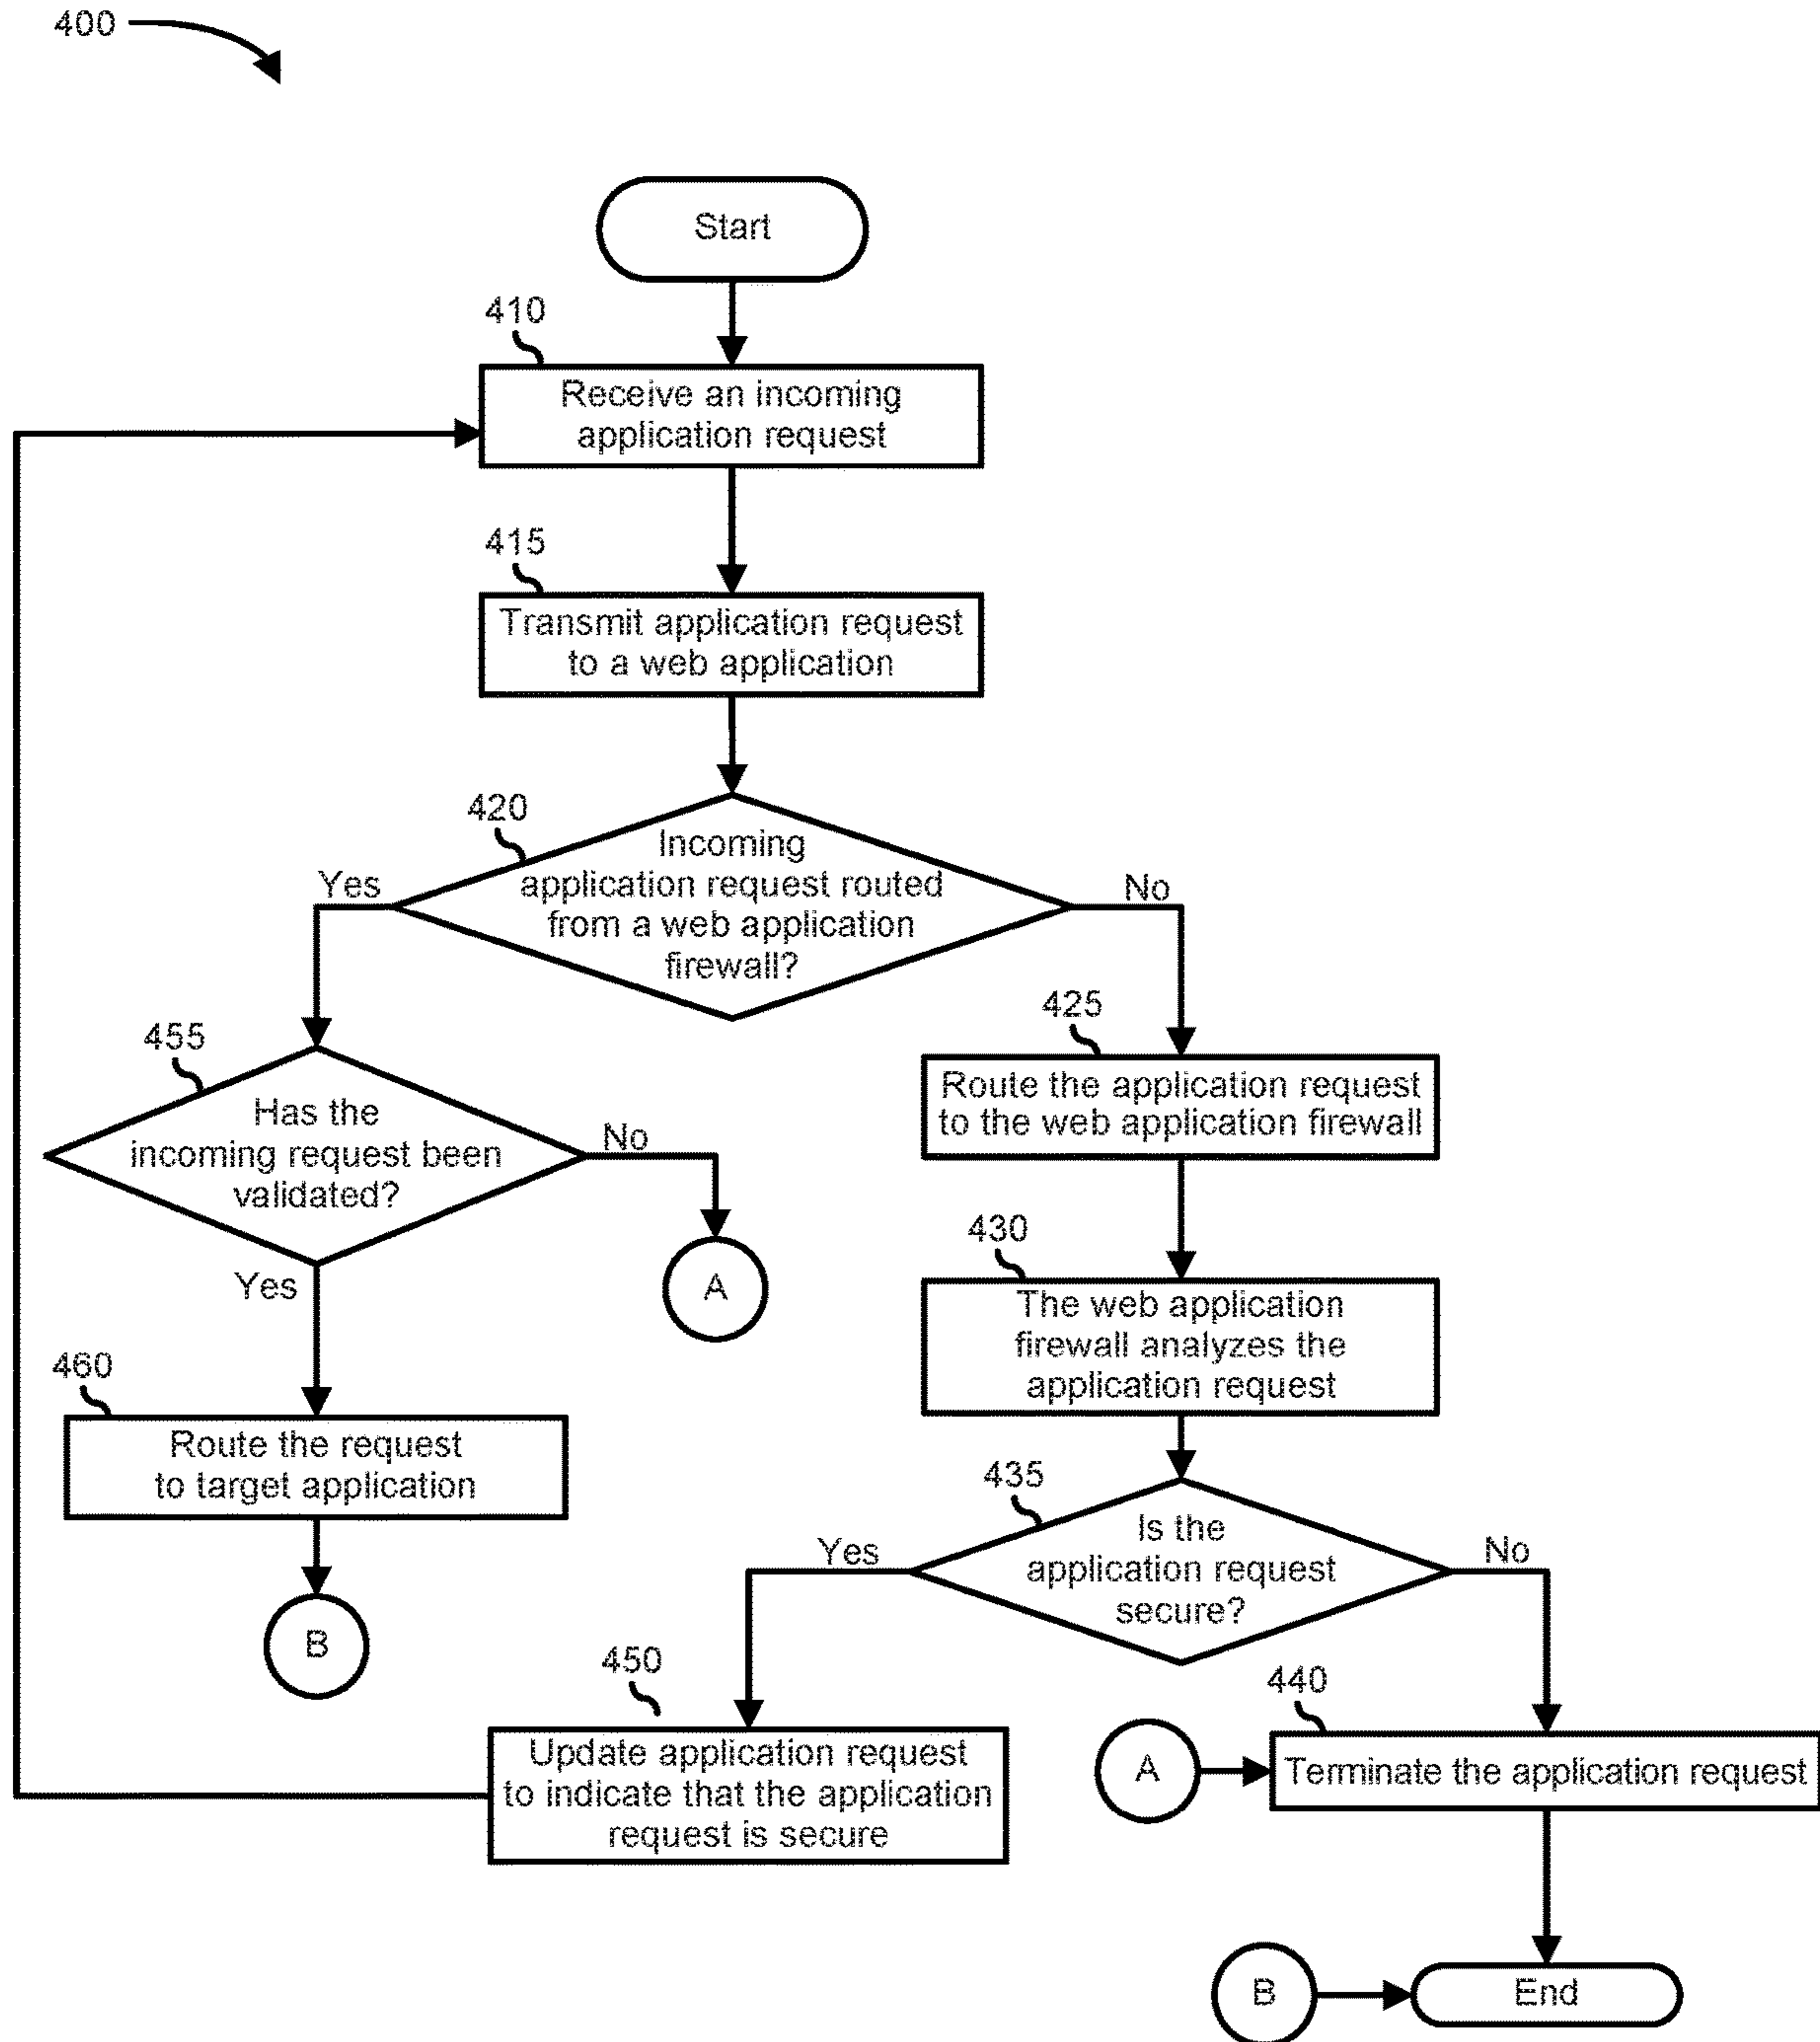 400
Start
410
Receive an incoming
application request
415
Transmit application request
to a web application
420
Incoming
application request routed
from a web application
firewall?
Yes
No
455
Has the
incoming request been
validated?
No
Yes
A
425
Route the application request
to the web application firewall
430
The web application
firewall analyzes the
application request
460
Route the request
to target application
B
435
Is the
application request
secure?
Yes
No
450
Update application request
to indicate that the application
request is secure
440
A
Terminate the application request
B
End